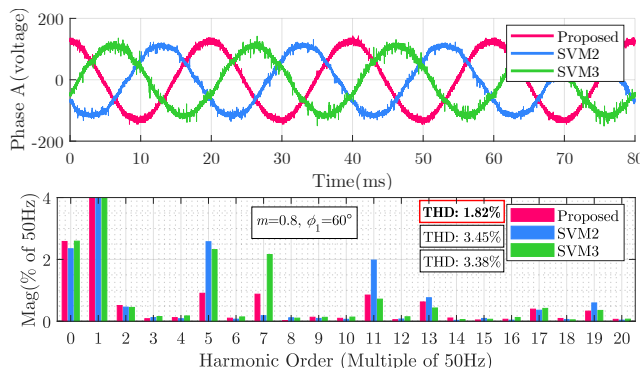 Phase A(voltage)
200
0
-200
Proposed
SVM2
SVM3
0 10 20 30 40 50 60 70 80
Time(ms)
Mag(% of 50Hz)
4
2
0
m=0.8, ϕ1=60°
THD: 1.82%
THD: 3.45%
THD: 3.38%
Proposed
SVM2
SVM3
0 1 2 3 4 5 6 7 8 9 10 11 12 13 14 15 16 17 18 19 20
Harmonic Order (Multiple of 50Hz)